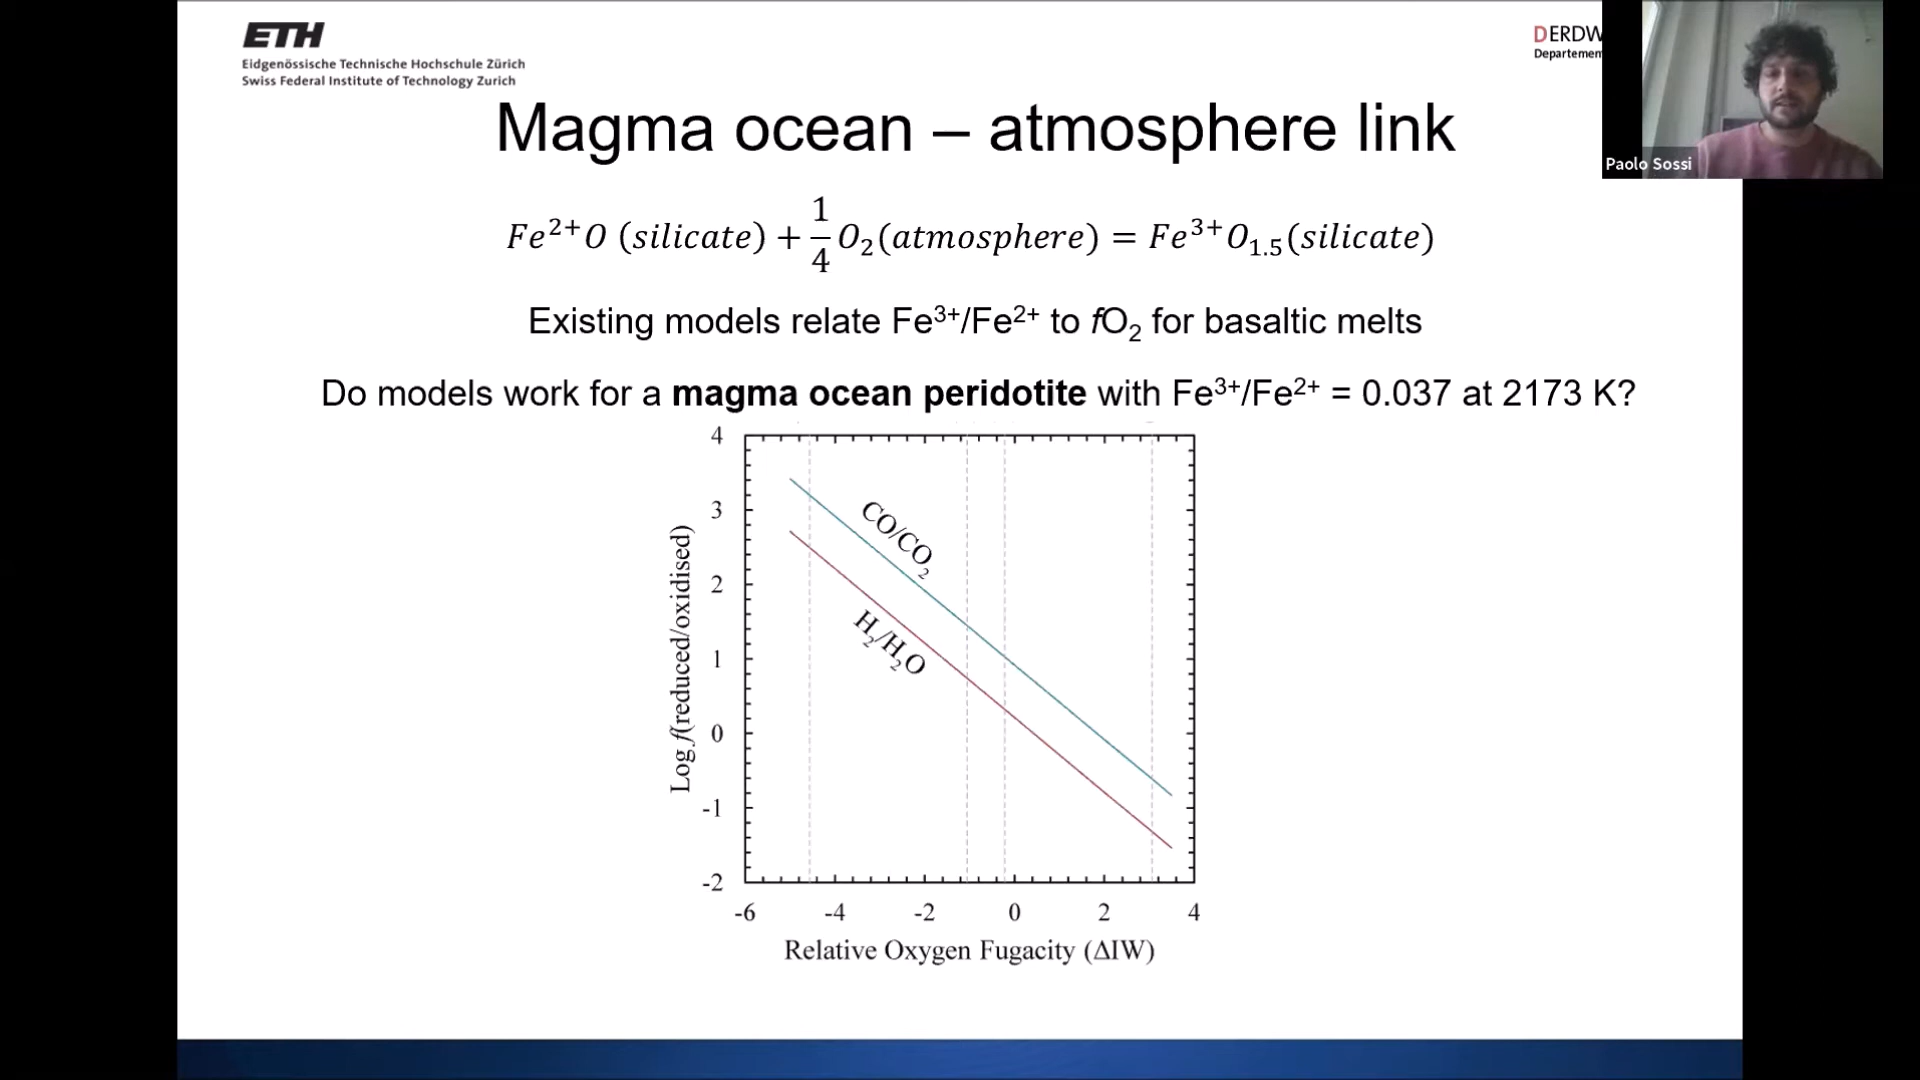 ETH
Eidgenössische Technische Hochschule Zürich
Swiss Federal Institute of Technology Zurich
DERDW
Departemen
Paolo Sossi
Magma ocean – atmosphere link
Fe²⁺O (silicate) + 1/4 O₂(atmosphere) = Fe³⁺O₁.₅(silicate)
Existing models relate Fe³⁺/Fe²⁺ to fO₂ for basaltic melts
Do models work for a magma ocean peridotite with Fe³⁺/Fe²⁺ = 0.037 at 2173 K?
4
3
2
1
0
-1
-2
Log f(reduced/oxidised)
CO/CO₂
H₂/H₂O
-6 -4 -2 0 2 4
Relative Oxygen Fugacity (ΔIW)